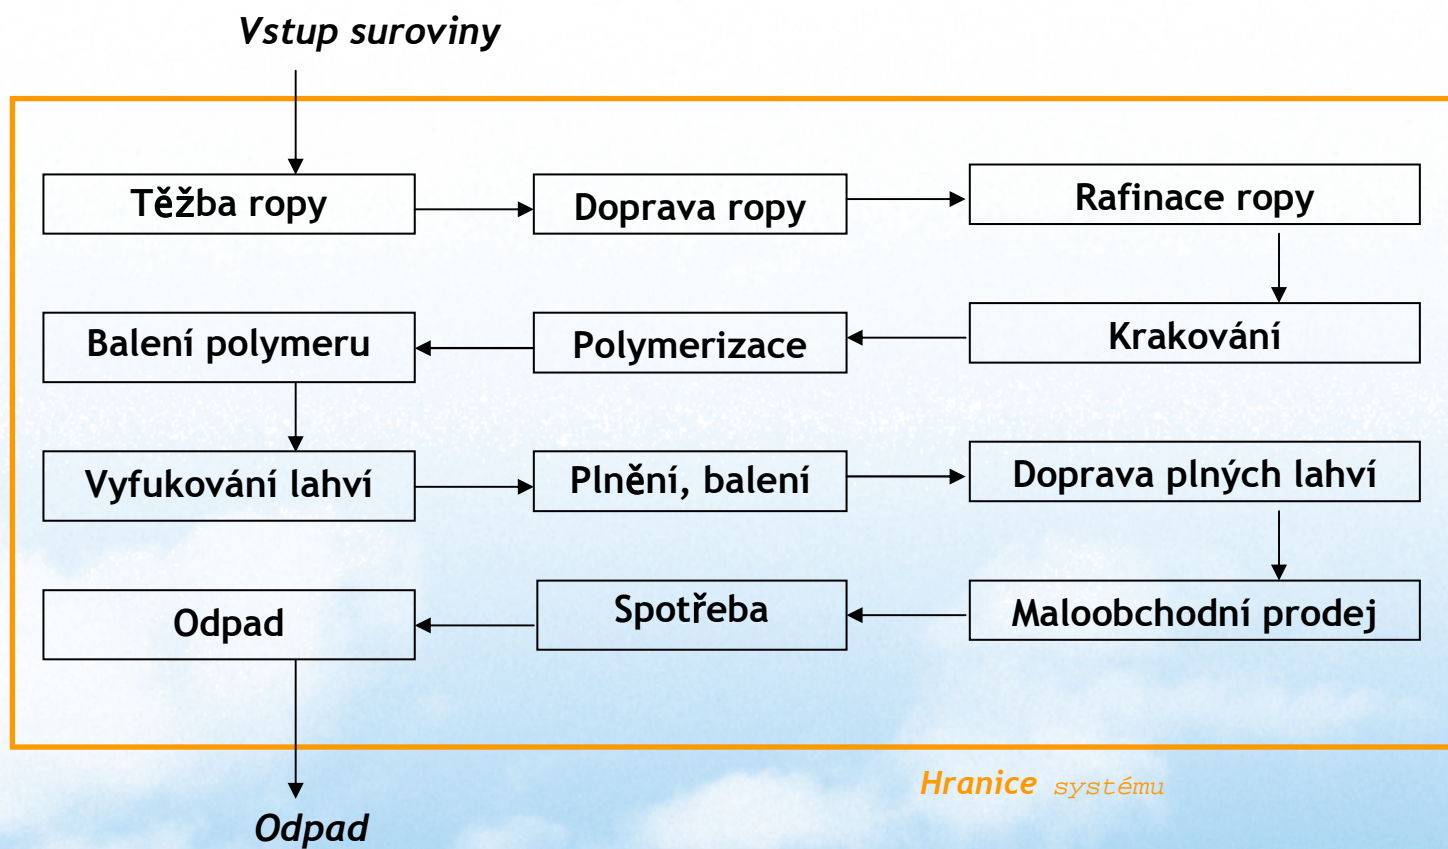 Vstup suroviny
Těžba ropy
Doprava ropy
Rafinace ropy
Balení polymeru
Polymerizace
Krakování
Vyfukování lahví
Plnění, balení
Doprava plných lahví
Odpad
Spotřeba
Maloobchodní prodej
Hranice systému
Odpad